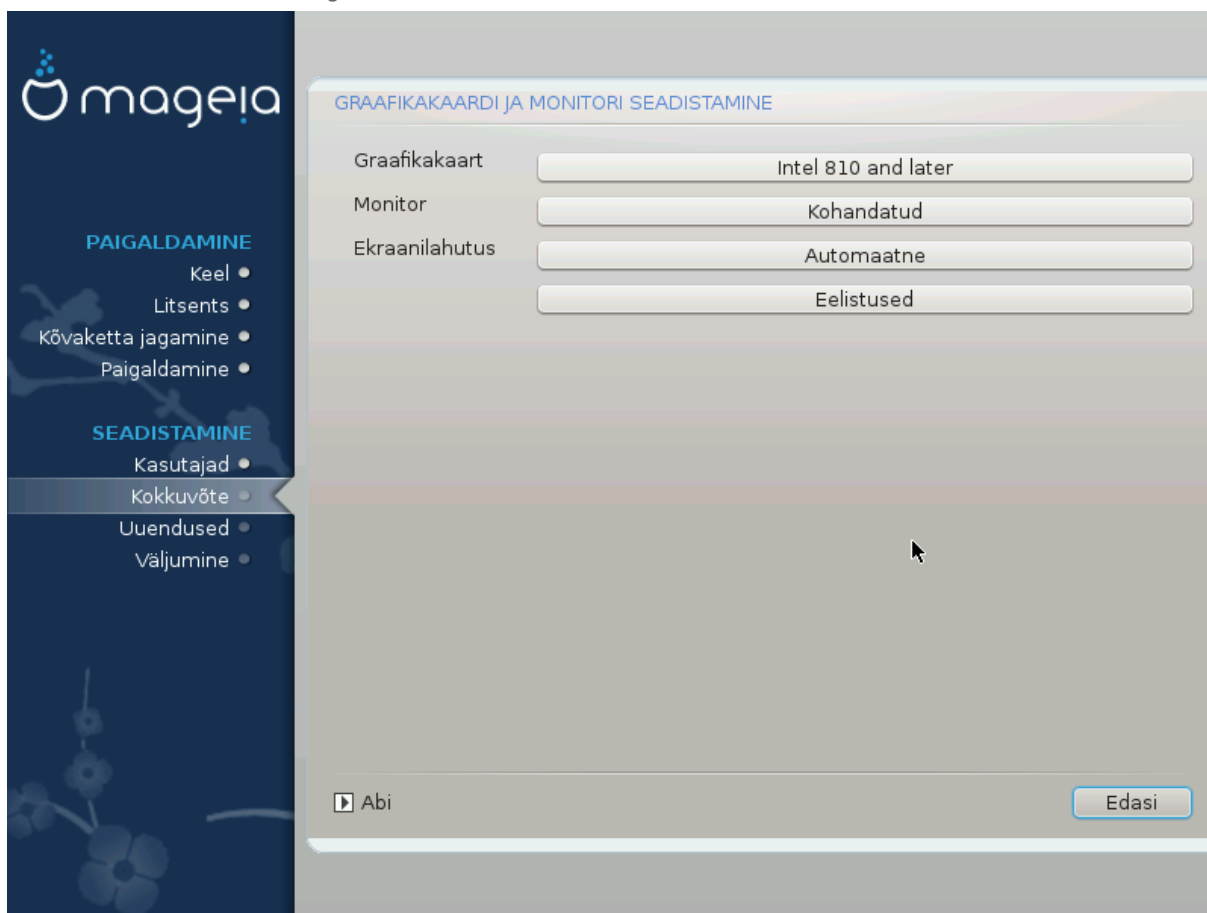 mageia
PAIGALDAMINE
Keel
Litsents
Kõvaketta jagamine
Paigaldamine
SEADISTAMINE
Kasutajad
Kokkuvõte
Uuendused
Väljumine
GRAAFIKAKAARDI JA MONITORI SEADISTAMINE
Graafikakaart Intel 810 and later
Monitor Kohandatud
Ekraanilahutus Automaatne
Eelistused
Abi Edasi